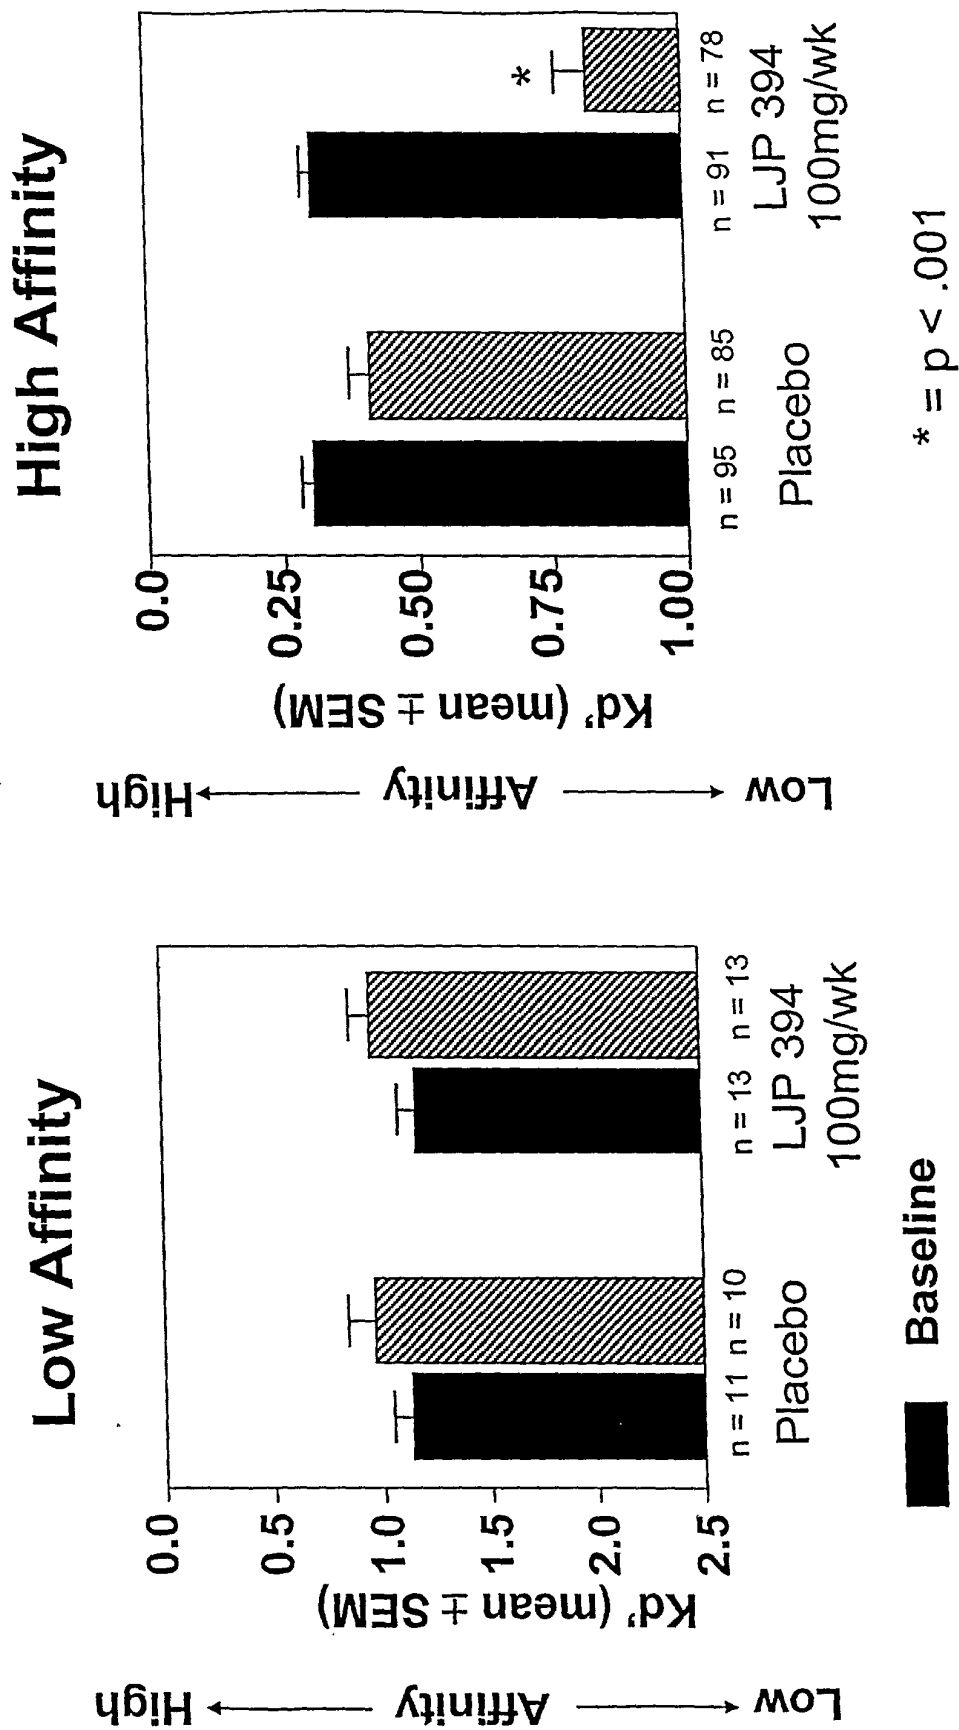 Low Affinity
High
Affinity
Low
Kd' (mean ± SEM)
0.0
0.5
1.0
1.5
2.0
2.5
n = 11 n = 10 n = 13 n = 13
Placebo LJP 394
100mg/wk
Baseline
High Affinity
High
Affinity
Low
Kd' (mean ± SEM)
0.0
0.25
0.50
0.75
1.00
*
n = 95 n = 85 n = 91 n = 78
Placebo LJP 394
100mg/wk
* = p < .001